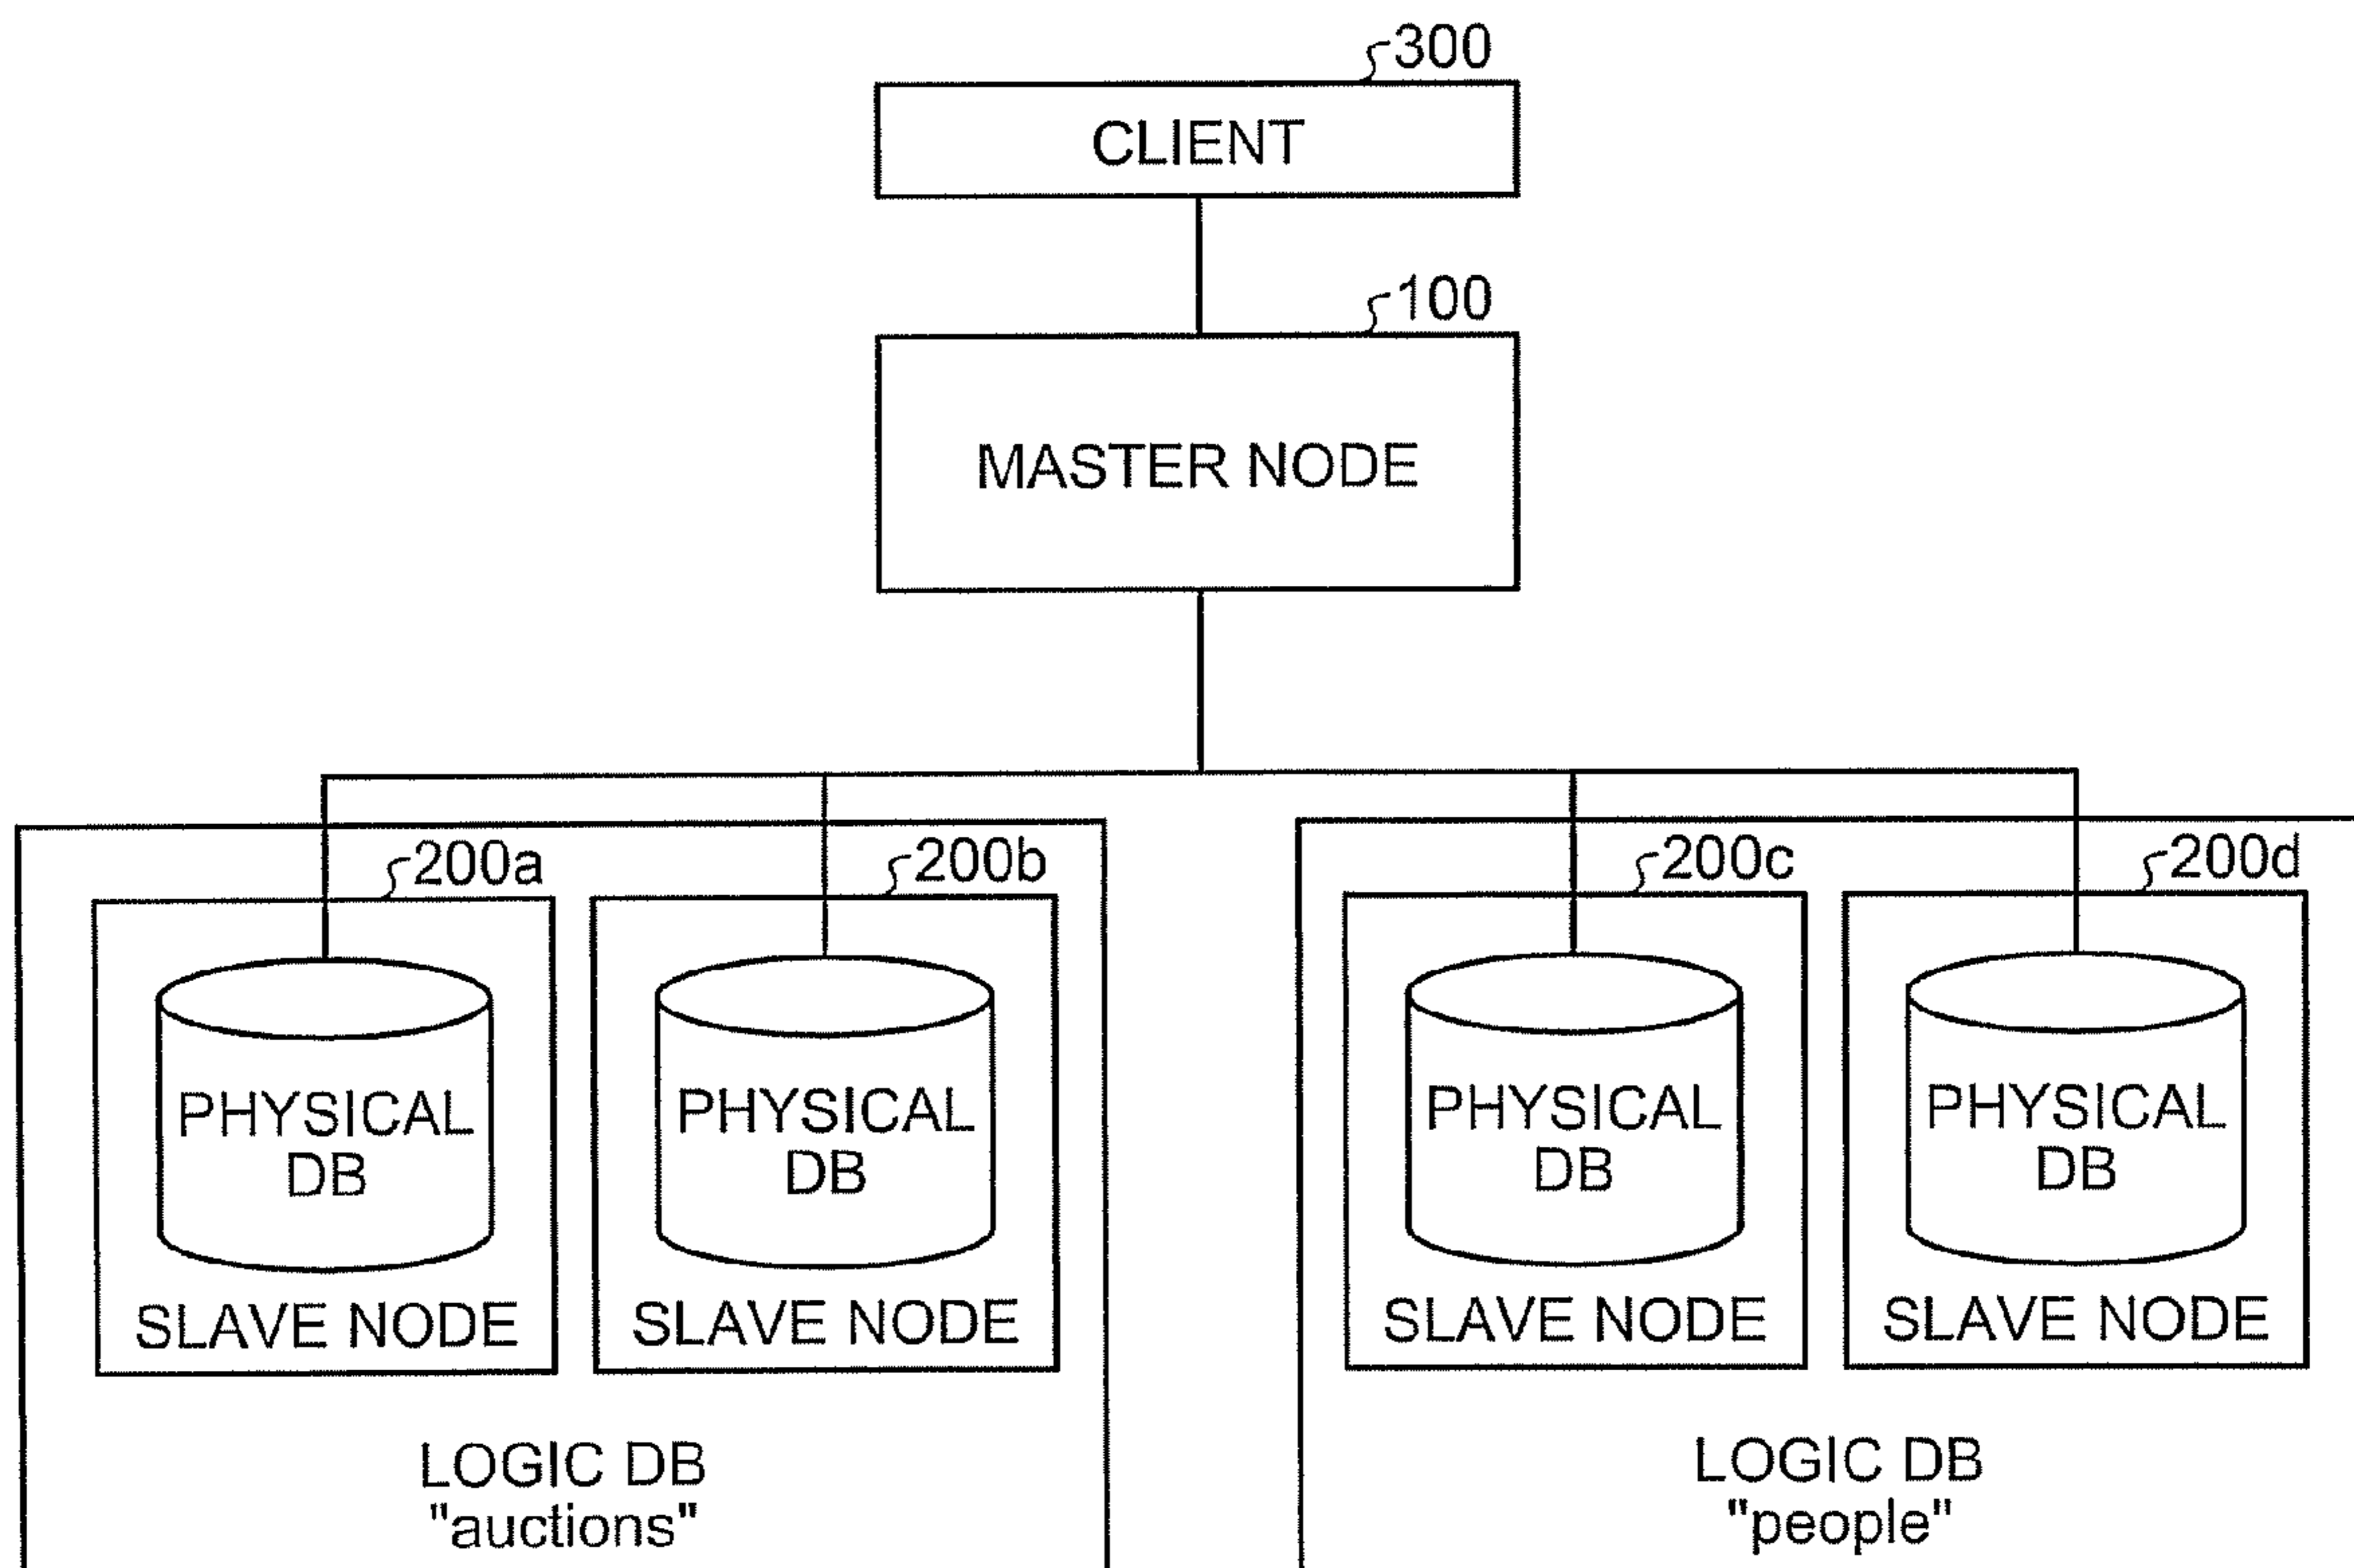 300
CLIENT
100
MASTER NODE
200a
200b
200c
200d
PHYSICAL
DB
PHYSICAL
DB
PHYSICAL
DB
PHYSICAL
DB
SLAVE NODE
SLAVE NODE
SLAVE NODE
SLAVE NODE
LOGIC DB
"auctions"
LOGIC DB
"people"